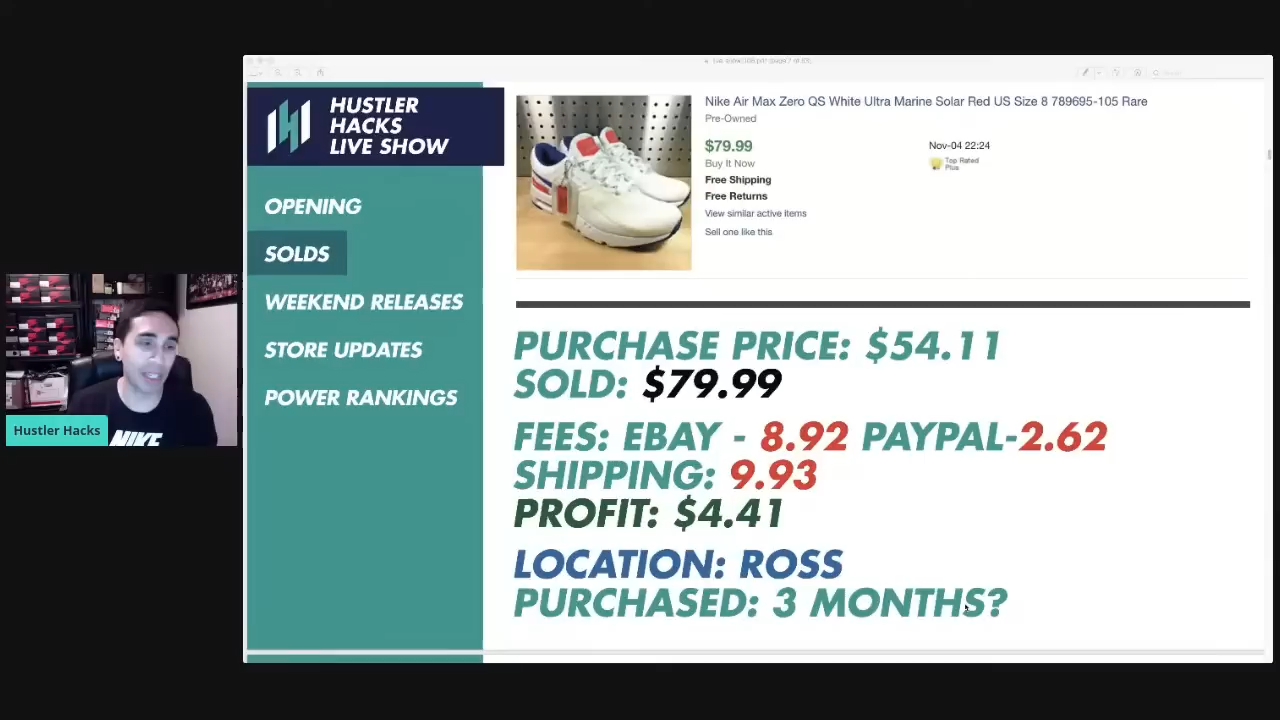 HUSTLER
HACKS
LIVE SHOW
OPENING
SOLDS
WEEKEND RELEASES
STORE UPDATES
POWER RANKINGS
Hustler Hacks
NIKE
Nike Air Max Zero QS White Ultra Marine Solar Red US Size 8 789695-105 Rare
Pre-Owned
$79.99
Buy It Now
Free Shipping
Free Returns
View similar active items
Sell one like this
Nov-04 22:24
Top Rated
Plus
PURCHASE PRICE: $54.11
SOLD: $79.99
FEES: EBAY - 8.92 PAYPAL-2.62
SHIPPING: 9.93
PROFIT: $4.41
LOCATION: ROSS
PURCHASED: 3 MONTHS?